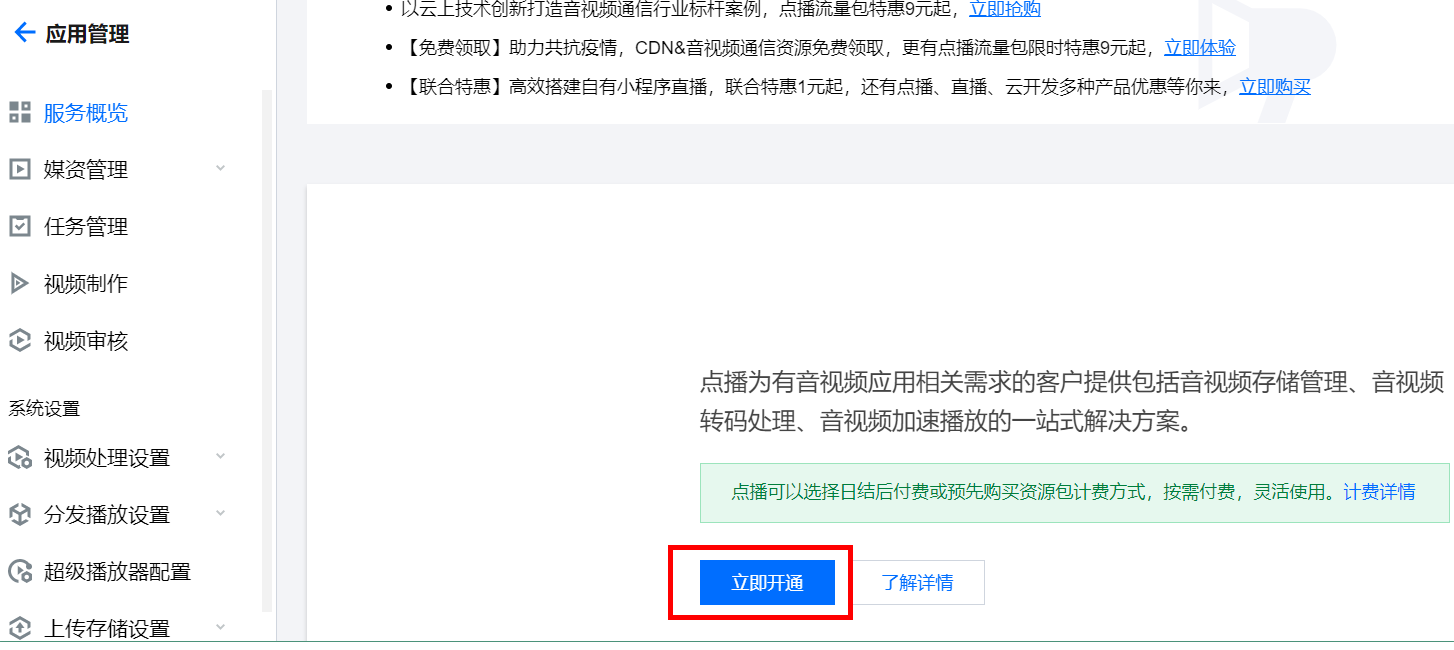 应用管理
服务概览
媒资管理
任务管理
视频制作
视频审核
系统设置
视频处理设置
分发播放设置
超级播放器配置
上传存储设置
以云上技术创新打造音视频通信行业标杆案例，点播流量包特惠9元起，立即抢购
【免费领取】助力共抗疫情，CDN&音视频通信资源免费领取，更有点播流量包限时特惠9元起，立即体验
【联合特惠】高效搭建自有小程序直播，联合特惠1元起，还有点播、直播、云开发多种产品优惠等你来，立即购买
点播为有音视频应用相关需求的客户提供包括音视频存储管理、音视频
转码处理、音视频加速播放的一站式解决方案。
点播可以选择日结后付费或预先购买资源包计费方式，按需付费，灵活使用。计费详情
立即开通
了解详情